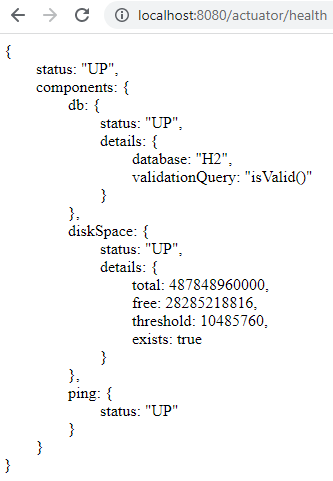 localhost:8080/actuator/health
{
status: "UP",
components: {
db: {
status: "UP",
details: {
database: "H2",
validationQuery: "isValid()"
}
},
diskSpace: {
status: "UP",
details: {
total: 487848960000,
free: 28285218816,
threshold: 10485760,
exists: true
}
},
ping: {
status: "UP"
}
}
}